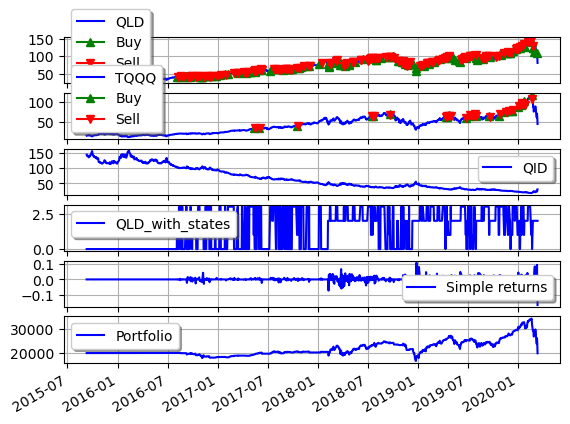 QLD
Buy
Sell
150
100
50
TQQQ
Buy
Sell
100
50
150
100
50
QID
2.5
0.0
QLD_with_states
0.1
0.0
−0.1
Simple returns
30000
20000
Portfolio
2015-07
2016-01
2016-07
2017-01
2017-07
2018-01
2018-07
2019-01
2019-07
2020-01